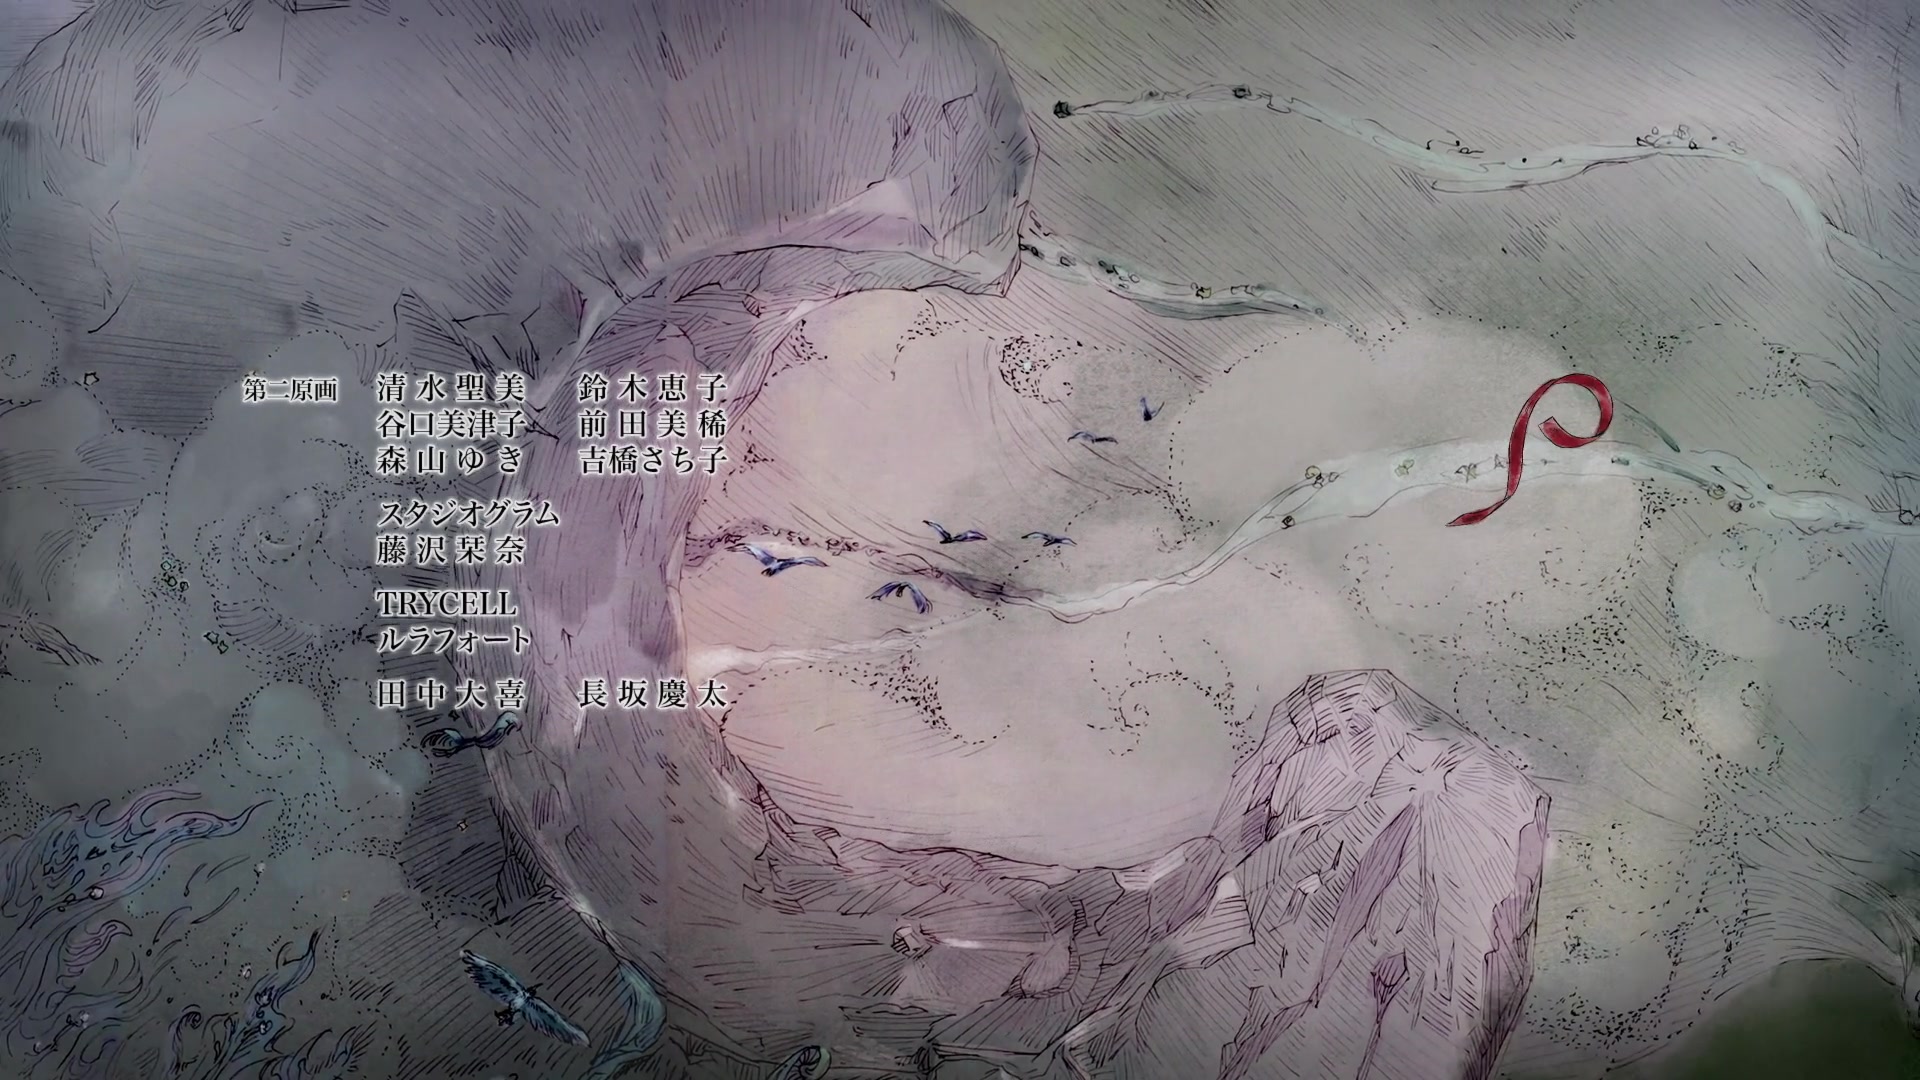 第二原画 清水聖美 鈴木恵子
谷口美津子 前田美稀
森山ゆき 吉橋さち子
スタジオグラム
藤沢栞奈
TRYCELL
ルラフォート
田中大喜 長坂慶太